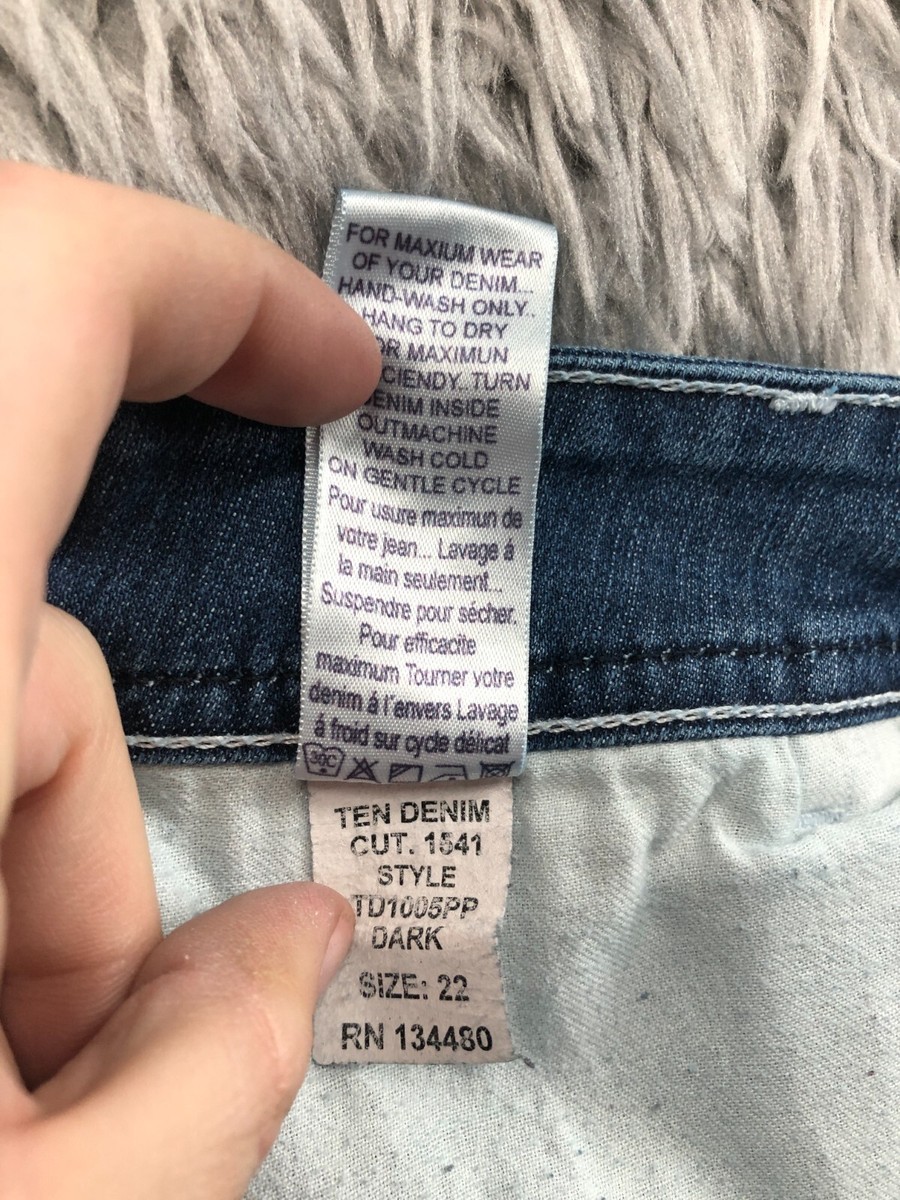 FOR MAXIUM WEAR
OF YOUR DENIM...
HAND-WASH ONLY.
HANG TO DRY
MAXIMUN
TURN
DENIM INSIDE
OUTMACHINE
WASH COLD
ON GENTLE CYCLE
Pour usure maximun de
votre jean... Lavage á
la main seulement...
Suspendre pour sécher.
Pour efficacite
maximum Tourner votre
denim à l'envers Lavage
á froid sur cycle délicat
30C
TEN DENIM
CUT. 1541
STYLE
TD1005PP
DARK
SIZE: 22
RN 134480